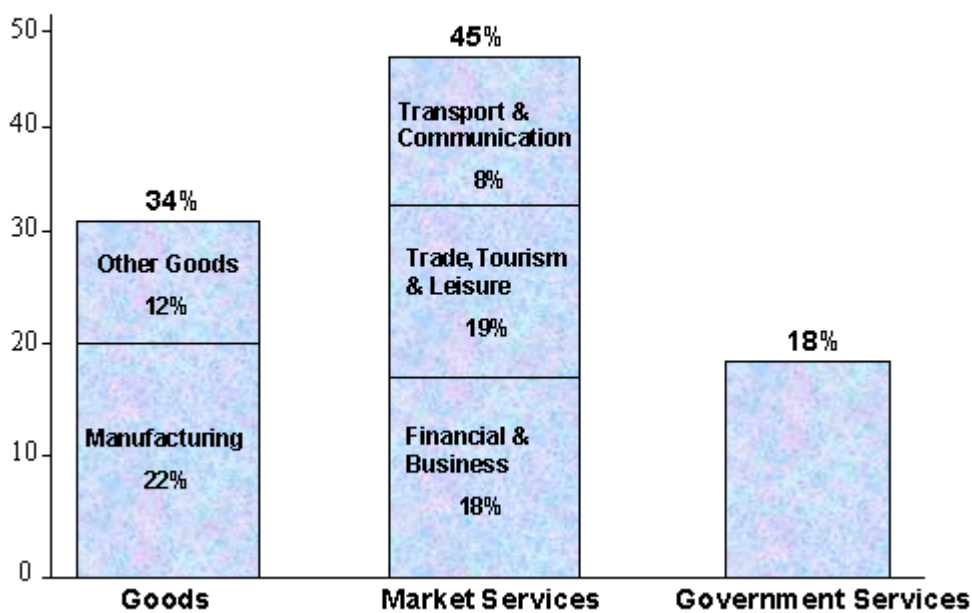 50
40
30
20
10
0
34%
Other Goods
12%
Manufacturing
22%
Goods
45%
Transport &
Communication
8%
Trade,Tourism
& Leisure
19%
Financial &
Business
18%
Market Services
18%
Government Services